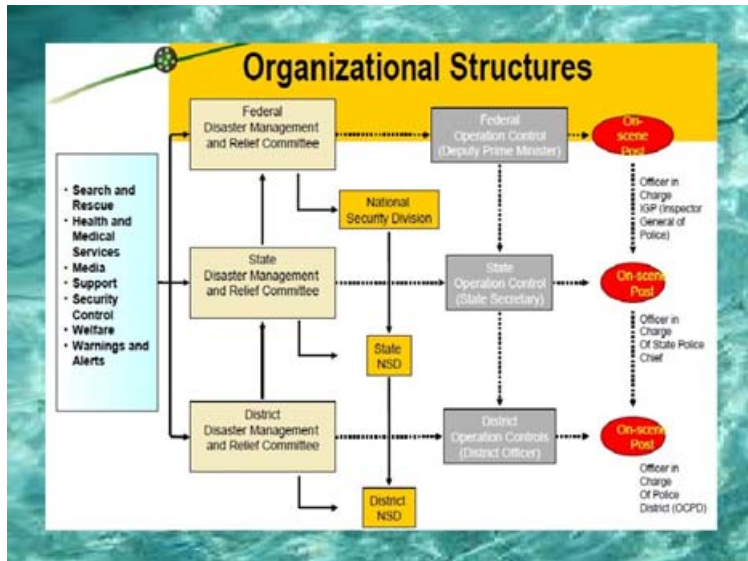 Organizational Structures
Federal
Disaster Management
and Relief Committee
Federal
Operation Control
(Deputy Prime Minister)
On-
scene
Post
• Search and
Rescue
• Health and
Medical
Services
• Media
• Support
• Security
Control
• Welfare
• Warnings and
Alerts
National
Security Division
Officer in
Charge
IGP (Inspector
General of
Police)
State
Disaster Management
and Relief Committee
State
Operation Control
(State Secretary)
On-scene
Post
State
NSD
Officer in
Charge
Of State Police
Chief
District
Disaster Management
and Relief Committee
District
Operation Controls
(District Officer)
On-scene
Post
District
NSD
Officer in
Charge
Of Police
District (OCPD)